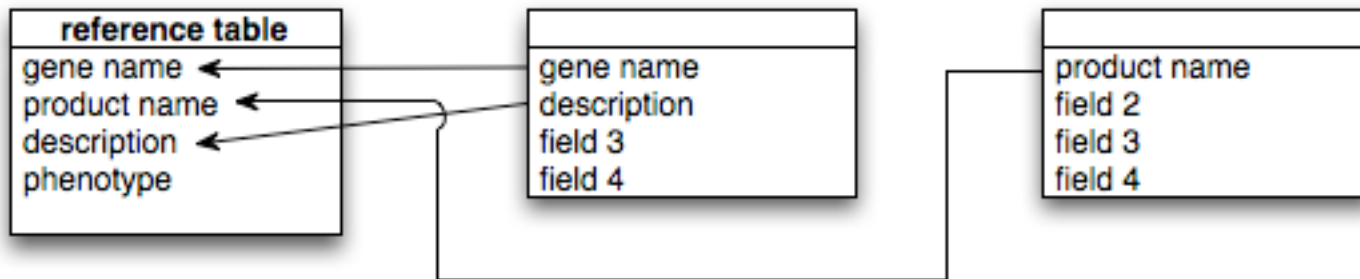 reference table
gene name
product name
description
phenotype
gene name
description
field 3
field 4
product name
field 2
field 3
field 4